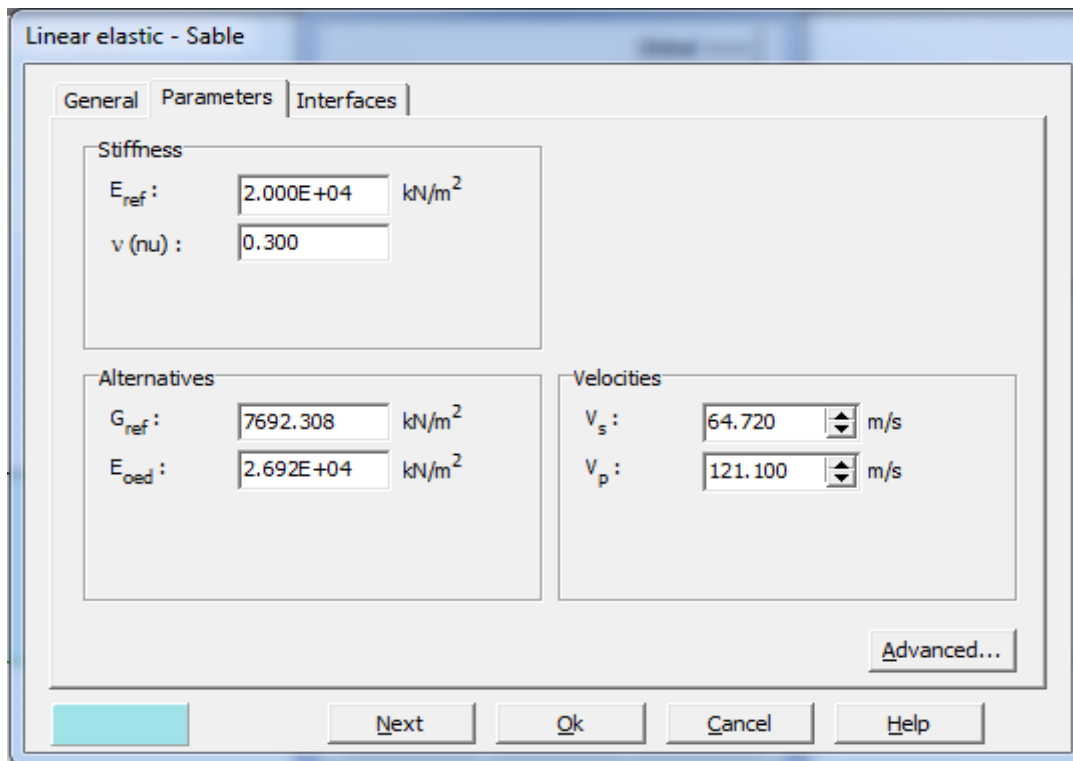 Linear elastic - Sable
General Parameters Interfaces
Stiffness
E_ref : 2.000E+04 kN/m²
ν (nu) : 0.300
Alternatives
G_ref : 7692.308 kN/m²
E_oed : 2.692E+04 kN/m²
Velocities
V_s : 64.720 m/s
V_p : 121.100 m/s
Advanced...
Next Ok Cancel Help